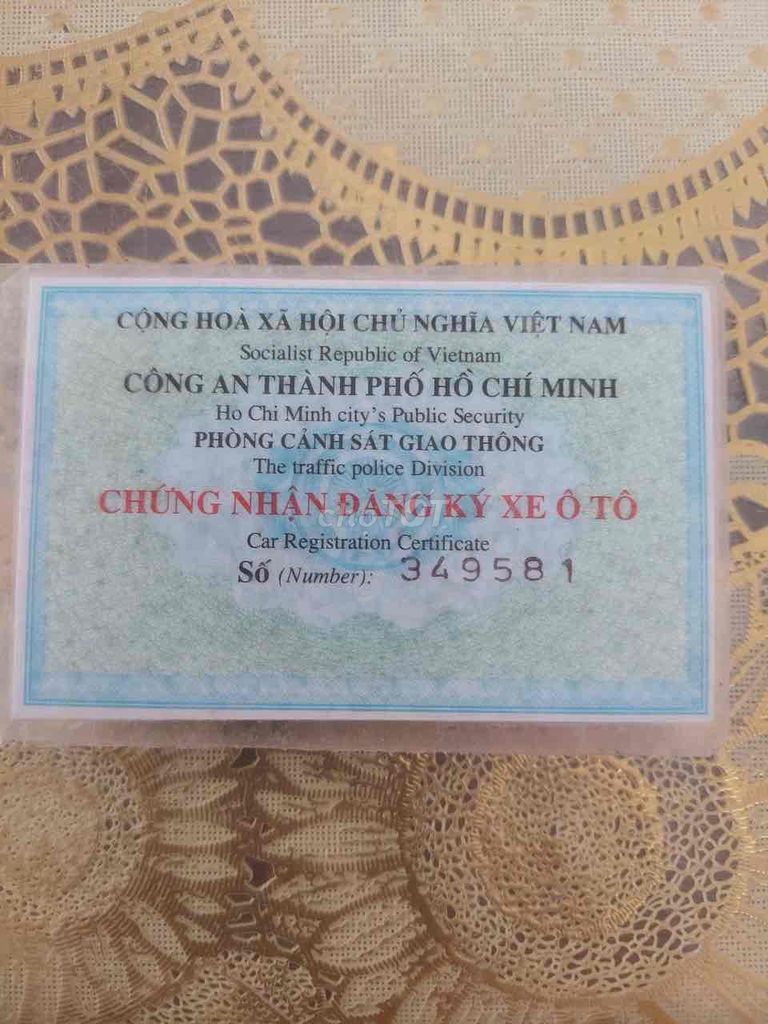 CỘNG HOÀ XÃ HỘI CHỦ NGHĨA VIỆT NAM
Socialist Republic of Vietnam
CÔNG AN THÀNH PHỐ HỒ CHÍ MINH
Ho Chi Minh city's Public Security
PHÒNG CẢNH SÁT GIAO THÔNG
The traffic police Division
CHỨNG NHẬN ĐĂNG KÝ XE Ô TÔ
CHỢ TỐT
Car Registration Certificate
Số (Number): 349581